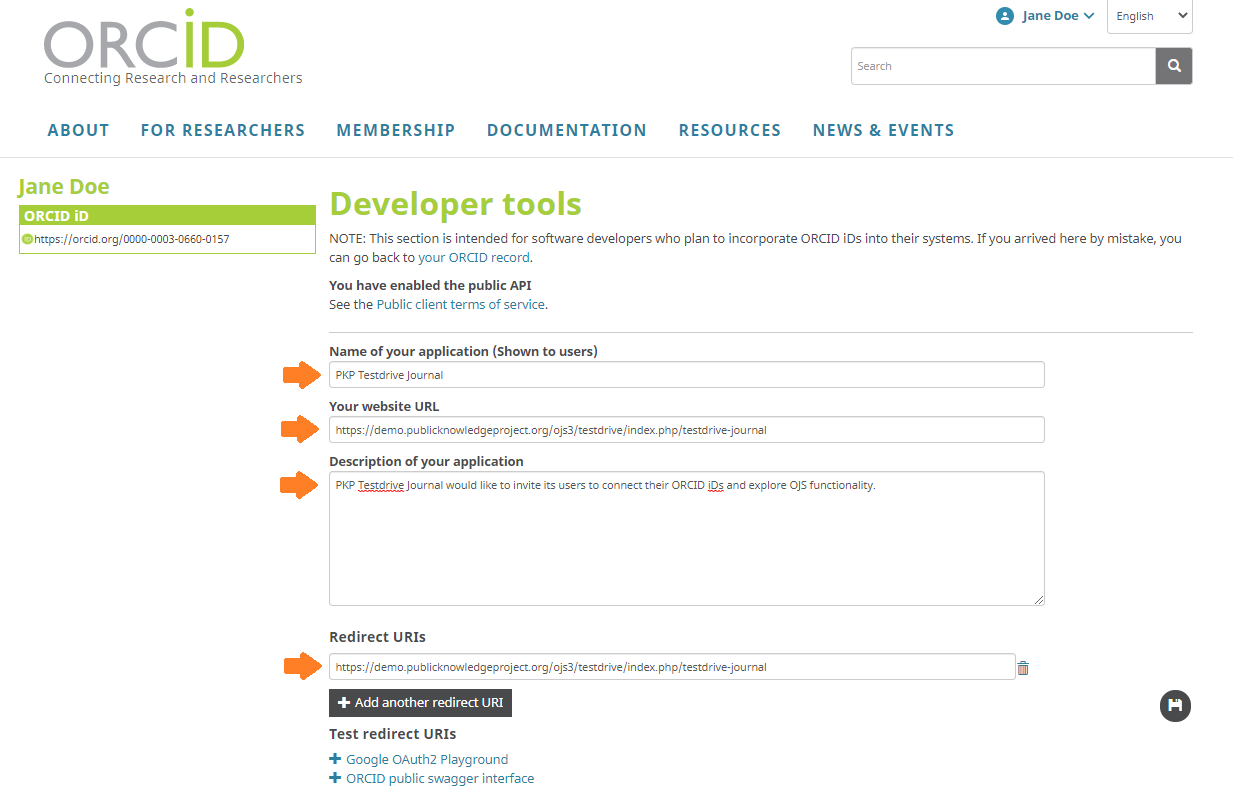 ORCID
Connecting Research and Researchers
Jane Doe
English
Search
ABOUT
FOR RESEARCHERS
MEMBERSHIP
DOCUMENTATION
RESOURCES
NEWS & EVENTS
Jane Doe
ORCID iD
iD https://orcid.org/0000-0003-0660-0157
Developer tools
NOTE: This section is intended for software developers who plan to incorporate ORCID iDs into their systems. If you arrived here by mistake, you
can go back to your ORCID record.
You have enabled the public API
See the Public client terms of service.
Name of your application (Shown to users)
PKP Testdrive Journal
Your website URL
https://demo.publicknowledgeproject.org/ojs3/testdrive/index.php/testdrive-journal
Description of your application
PKP Testdrive Journal would like to invite its users to connect their ORCID iDs and explore OJS functionality.
Redirect URIs
https://demo.publicknowledgeproject.org/ojs3/testdrive/index.php/testdrive-journal
Add another redirect URI
Test redirect URIs
Google OAuth2 Playground
ORCID public swagger interface